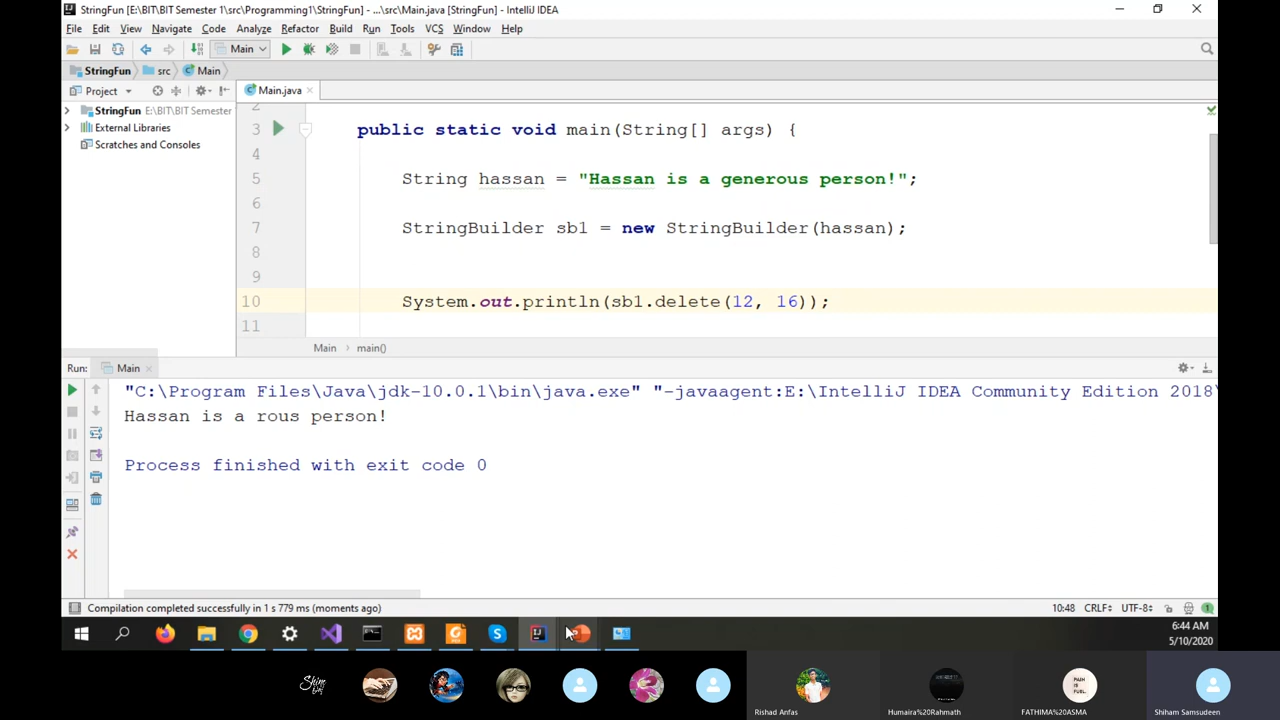 StringFun [E:\BIT\BIT Semester 1\src\Programming1\StringFun] - ...\src\Main.java [StringFun] - IntelliJ IDEA
File Edit View Navigate Code Analyze Refactor Build Run Tools VCS Window Help
Main
StringFun src Main
Project Main.java
StringFun E:\BIT\BIT Semester
External Libraries
Scratches and Consoles
2
3 public static void main(String[] args) {
4
5 String hassan = "Hassan is a generous person!";
6
7 StringBuilder sb1 = new StringBuilder(hassan);
8
9
10 System.out.println(sb1.delete(12, 16));
11
Main › main()
Run: Main
"C:\Program Files\Java\jdk-10.0.1\bin\java.exe" "-javaagent:E:\IntelliJ IDEA Community Edition 2018\
Hassan is a rous person!
Process finished with exit code 0
Compilation completed successfully in 1 s 779 ms (moments ago) 10:48 CRLF÷ UTF-8÷ 1
6:44 AM
5/10/2020
Rishad Anfas Humaira%20Rahmath FATHIMA%20ASMA Shiham Samsudeen